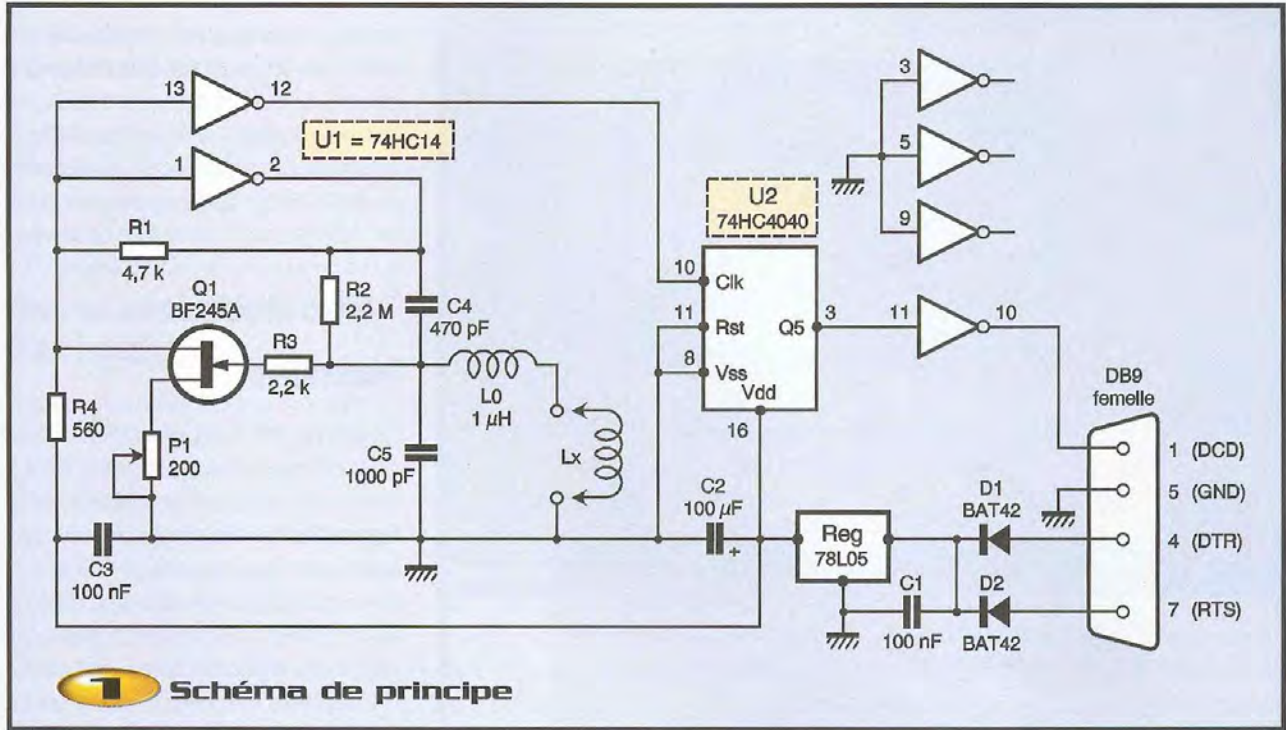 13
12
U1 = 74HC14
1
2
R1
4,7 k
Q1
BF245A
R2
2,2 M
C4
470 pF
R3
2,2 k
R4
560
P1
200
L0
1 µH
C5
1000 pF
Lx
C3
100 nF
U2
74HC4040
10
Clk
11
Rst
Q5
3
8
Vss
Vdd
16
C2
100 µF
+
3
5
9
11
10
Reg
78L05
C1
100 nF
D1
BAT42
D2
BAT42
DB9
femelle
1 (DCD)
5 (GND)
4 (DTR)
7 (RTS)
1 Schéma de principe